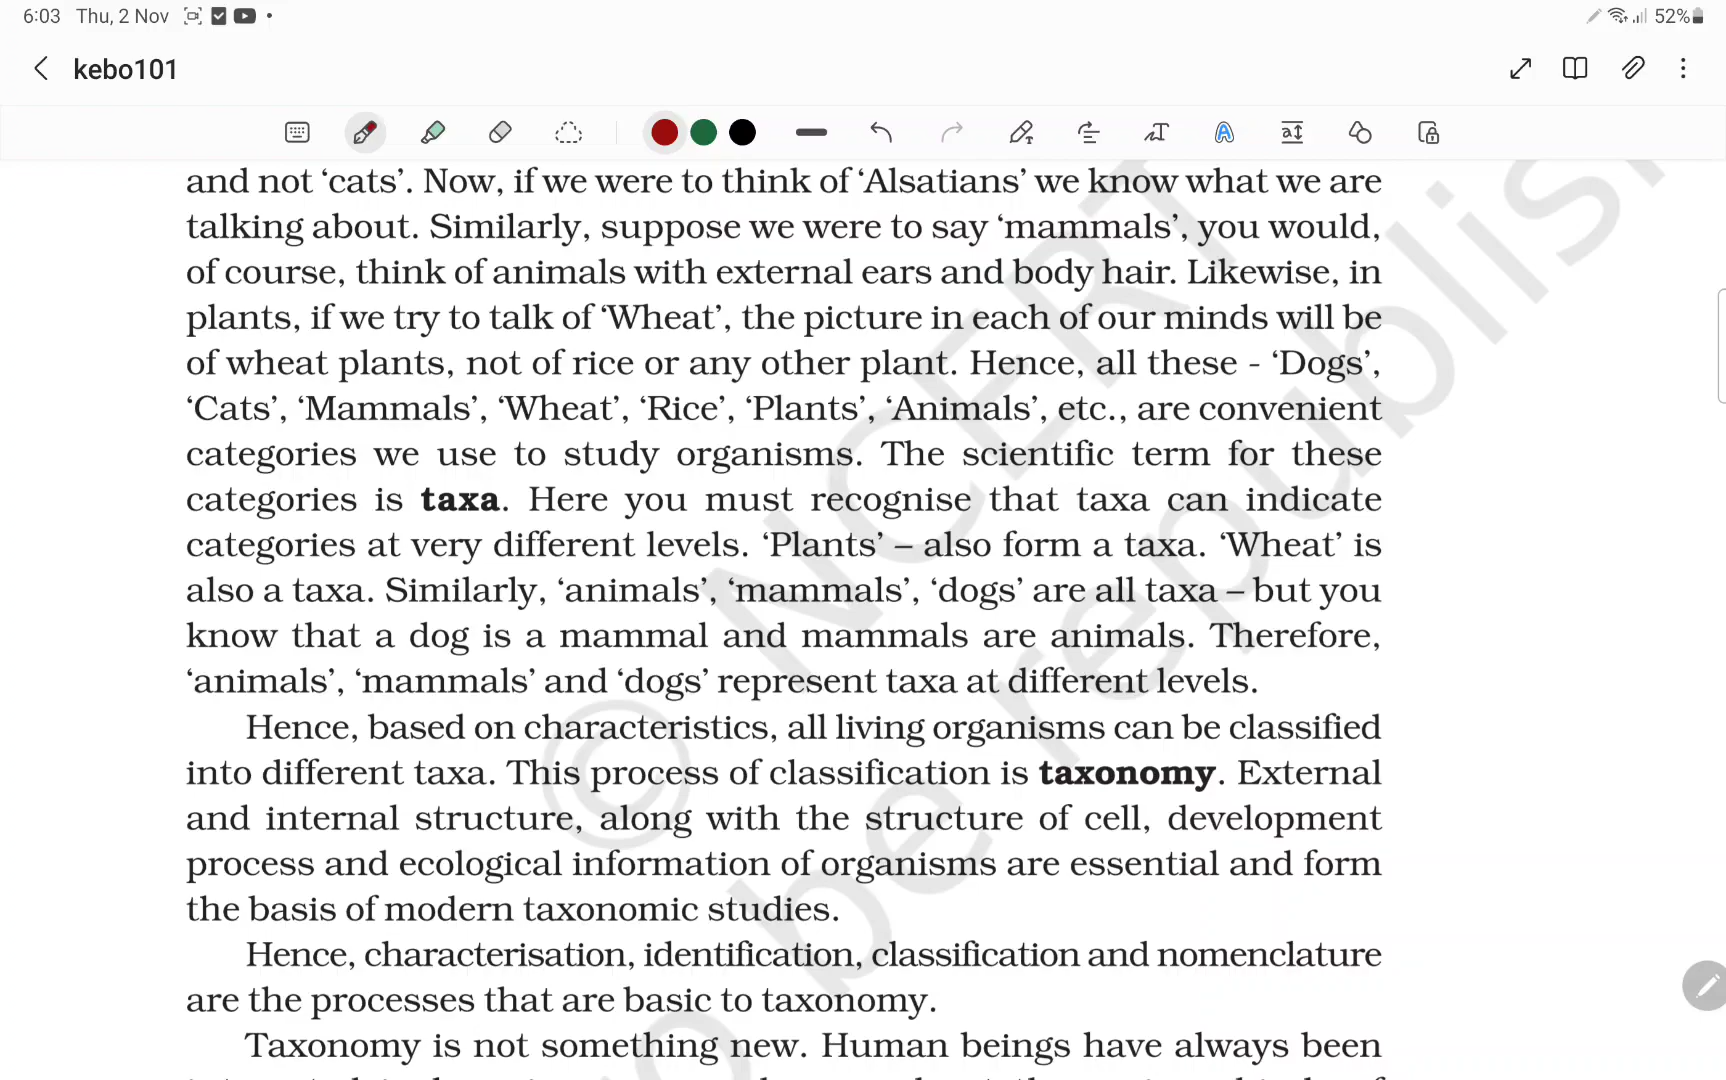 6:03 Thu, 2 Nov
52%
kebo101
and not ‘cats’. Now, if we were to think of ‘Alsatians’ we know what we are
talking about. Similarly, suppose we were to say ‘mammals’, you would,
of course, think of animals with external ears and body hair. Likewise, in
plants, if we try to talk of ‘Wheat’, the picture in each of our minds will be
of wheat plants, not of rice or any other plant. Hence, all these - ‘Dogs’,
‘Cats’, ‘Mammals’, ‘Wheat’, ‘Rice’, ‘Plants’, ‘Animals’, etc., are convenient
categories we use to study organisms. The scientific term for these
categories is taxa. Here you must recognise that taxa can indicate
categories at very different levels. ‘Plants’ – also form a taxa. ‘Wheat’ is
also a taxa. Similarly, ‘animals’, ‘mammals’, ‘dogs’ are all taxa – but you
know that a dog is a mammal and mammals are animals. Therefore,
‘animals’, ‘mammals’ and ‘dogs’ represent taxa at different levels.
Hence, based on characteristics, all living organisms can be classified
into different taxa. This process of classification is taxonomy. External
and internal structure, along with the structure of cell, development
process and ecological information of organisms are essential and form
the basis of modern taxonomic studies.
Hence, characterisation, identification, classification and nomenclature
are the processes that are basic to taxonomy.
Taxonomy is not something new. Human beings have always been
© NCERT
be republish